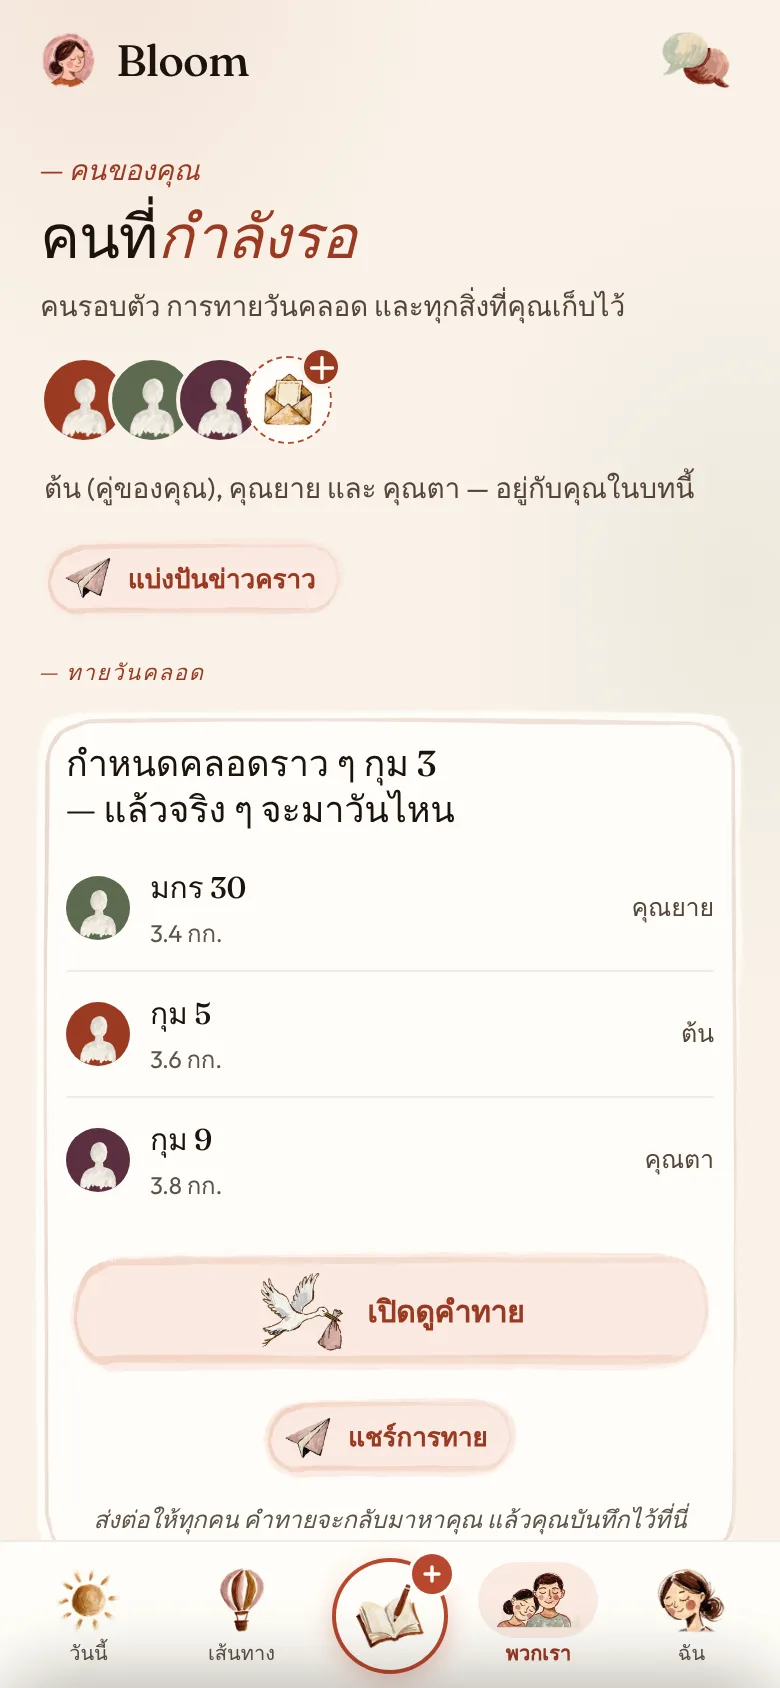 Bloom
— คนของคุณ
คนที่กำลังรอ
คนรอบตัว การทายวันคลอด และทุกสิ่งที่คุณเก็บไว้
ต้น (คู่ของคุณ), คุณยาย และ คุณตา — อยู่กับคุณในบทนี้
แบ่งปันข่าวคราว
— ทายวันคลอด
กำหนดคลอดราว ๆ กุม 3
— แล้วจริง ๆ จะมาวันไหน
มกร 30
คุณยาย
3.4 กก.
กุม 5
ต้น
3.6 กก.
กุม 9
คุณตา
3.8 กก.
เปิดดูคำทาย
แชร์การทาย
ส่งต่อให้ทุกคน คำทายจะกลับมาหาคุณ แล้วคุณบันทึกไว้ที่นี่
วันนี้
เส้นทาง
พวกเรา
ฉัน